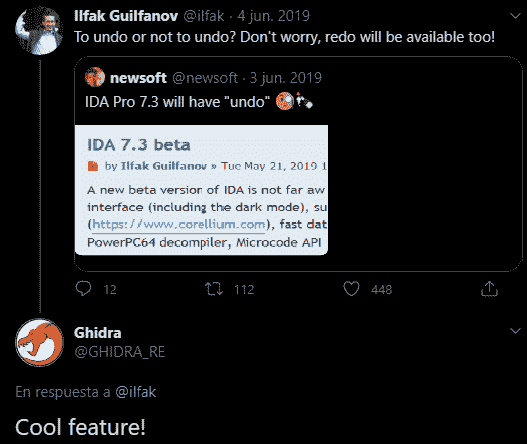 Ilfak Guilfanov @ilfak · 4 jun. 2019
To undo or not to undo? Don't worry, redo will be available too!
newsoft @newsoft · 3 jun. 2019
IDA Pro 7.3 will have "undo"
IDA 7.3 beta
by Ilfak Guilfanov » Tue May 21, 2019 1
A new beta version of IDA is not far aw
interface (including the dark mode), su
(https://www.corellium.com), fast dat
PowerPC64 decompiler, Microcode API
12 112 448
Ghidra
@GHIDRA_RE
En respuesta a @ilfak
Cool feature!